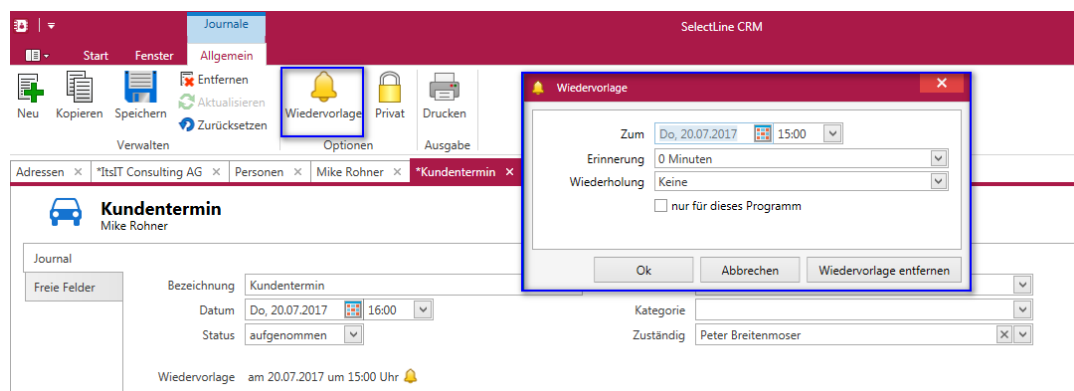 Journale
SelectLine CRM
Start Fenster Allgemein
Neu
Kopieren
Speichern
Entfernen
Aktualisieren
Zurücksetzen
Wiedervorlage
Privat
Drucken
Verwalten
Optionen
Ausgabe
Wiedervorlage
Zum Do, 20.07.2017 15:00
Erinnerung 0 Minuten
Wiederholung Keine
nur für dieses Programm
Ok Abbrechen Wiedervorlage entfernen
Adressen × *ItsIT Consulting AG × Personen × Mike Rohner × *Kundentermin ×
Kundentermin
Mike Rohner
Journal
Freie Felder
Bezeichnung Kundentermin
Datum Do, 20.07.2017 16:00
Status aufgenommen
Kategorie
Zuständig Peter Breitenmoser
Wiedervorlage am 20.07.2017 um 15:00 Uhr